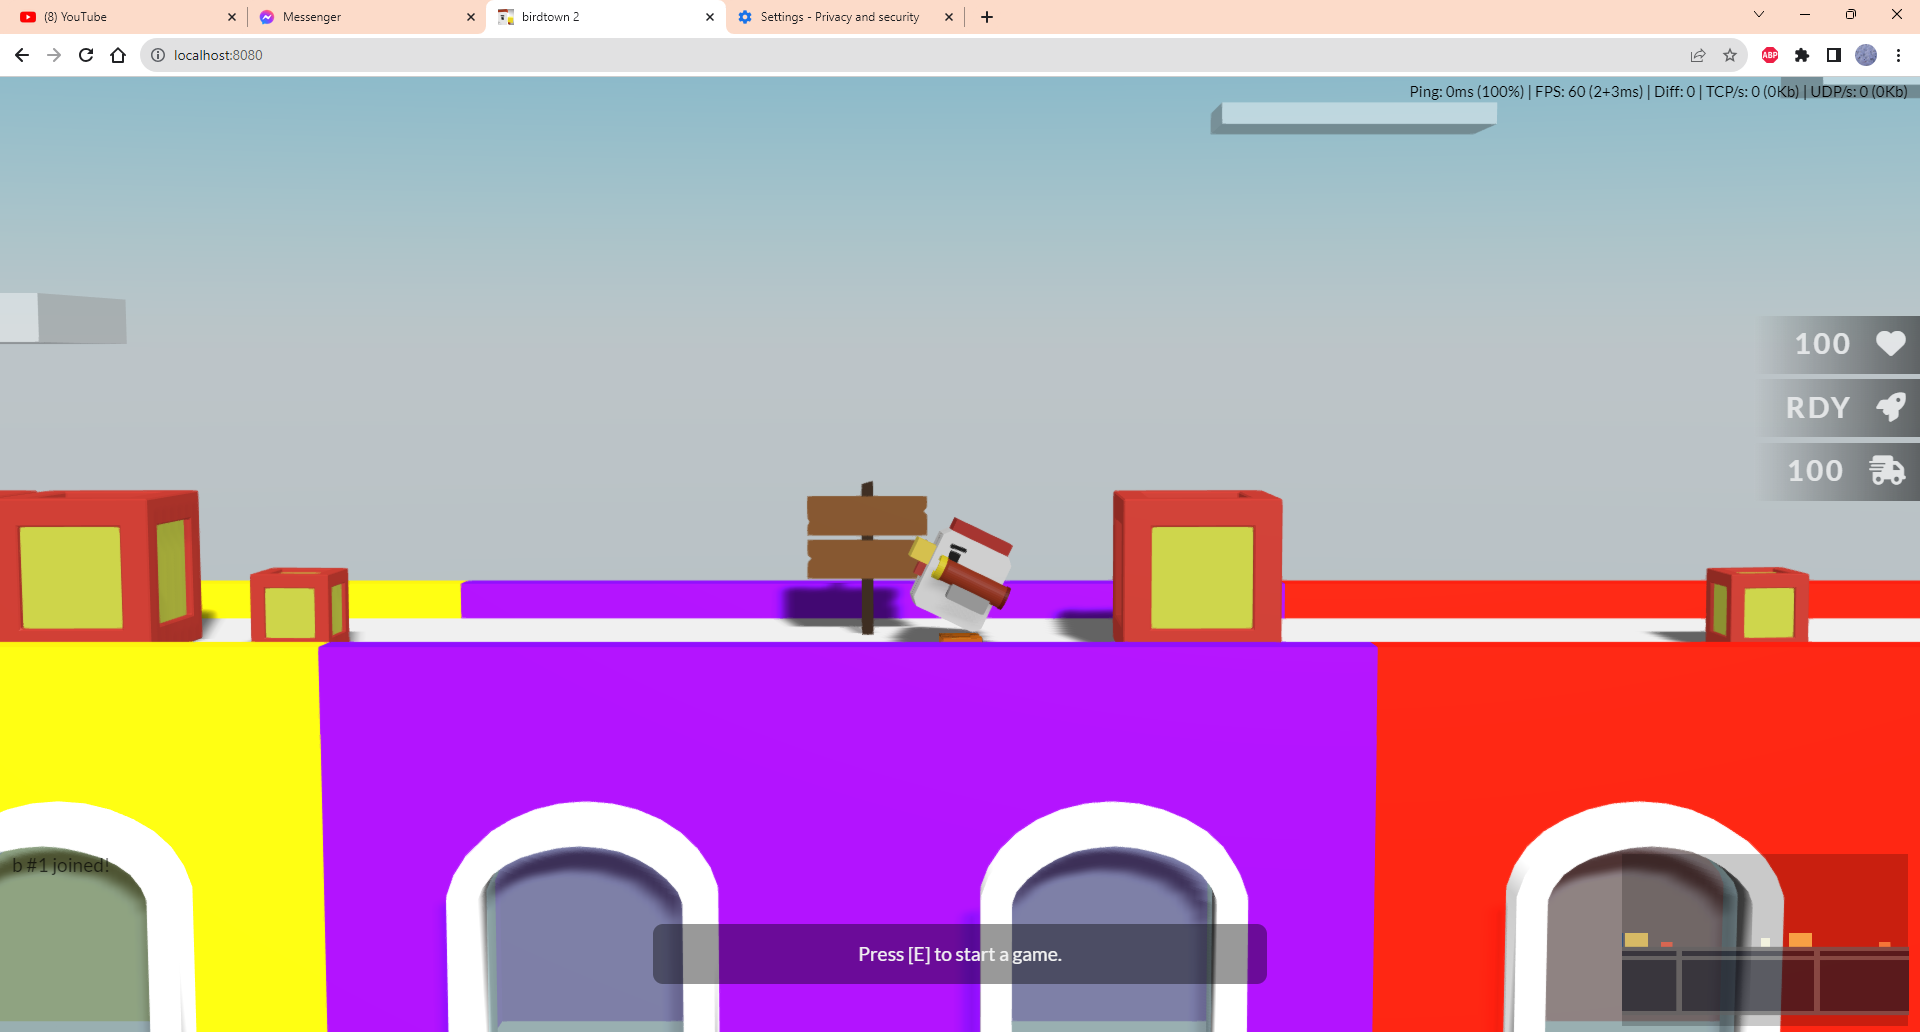 (8) YouTube
Messenger
birdtown 2
Settings - Privacy and security
localhost:8080
ABP
Ping: 0ms (100%) | FPS: 60 (2+3ms) | Diff: 0 | TCP/s: 0 (0Kb) | UDP/s: 0 (0Kb)
100
RDY
100
b #1 joined!
Press [E] to start a game.